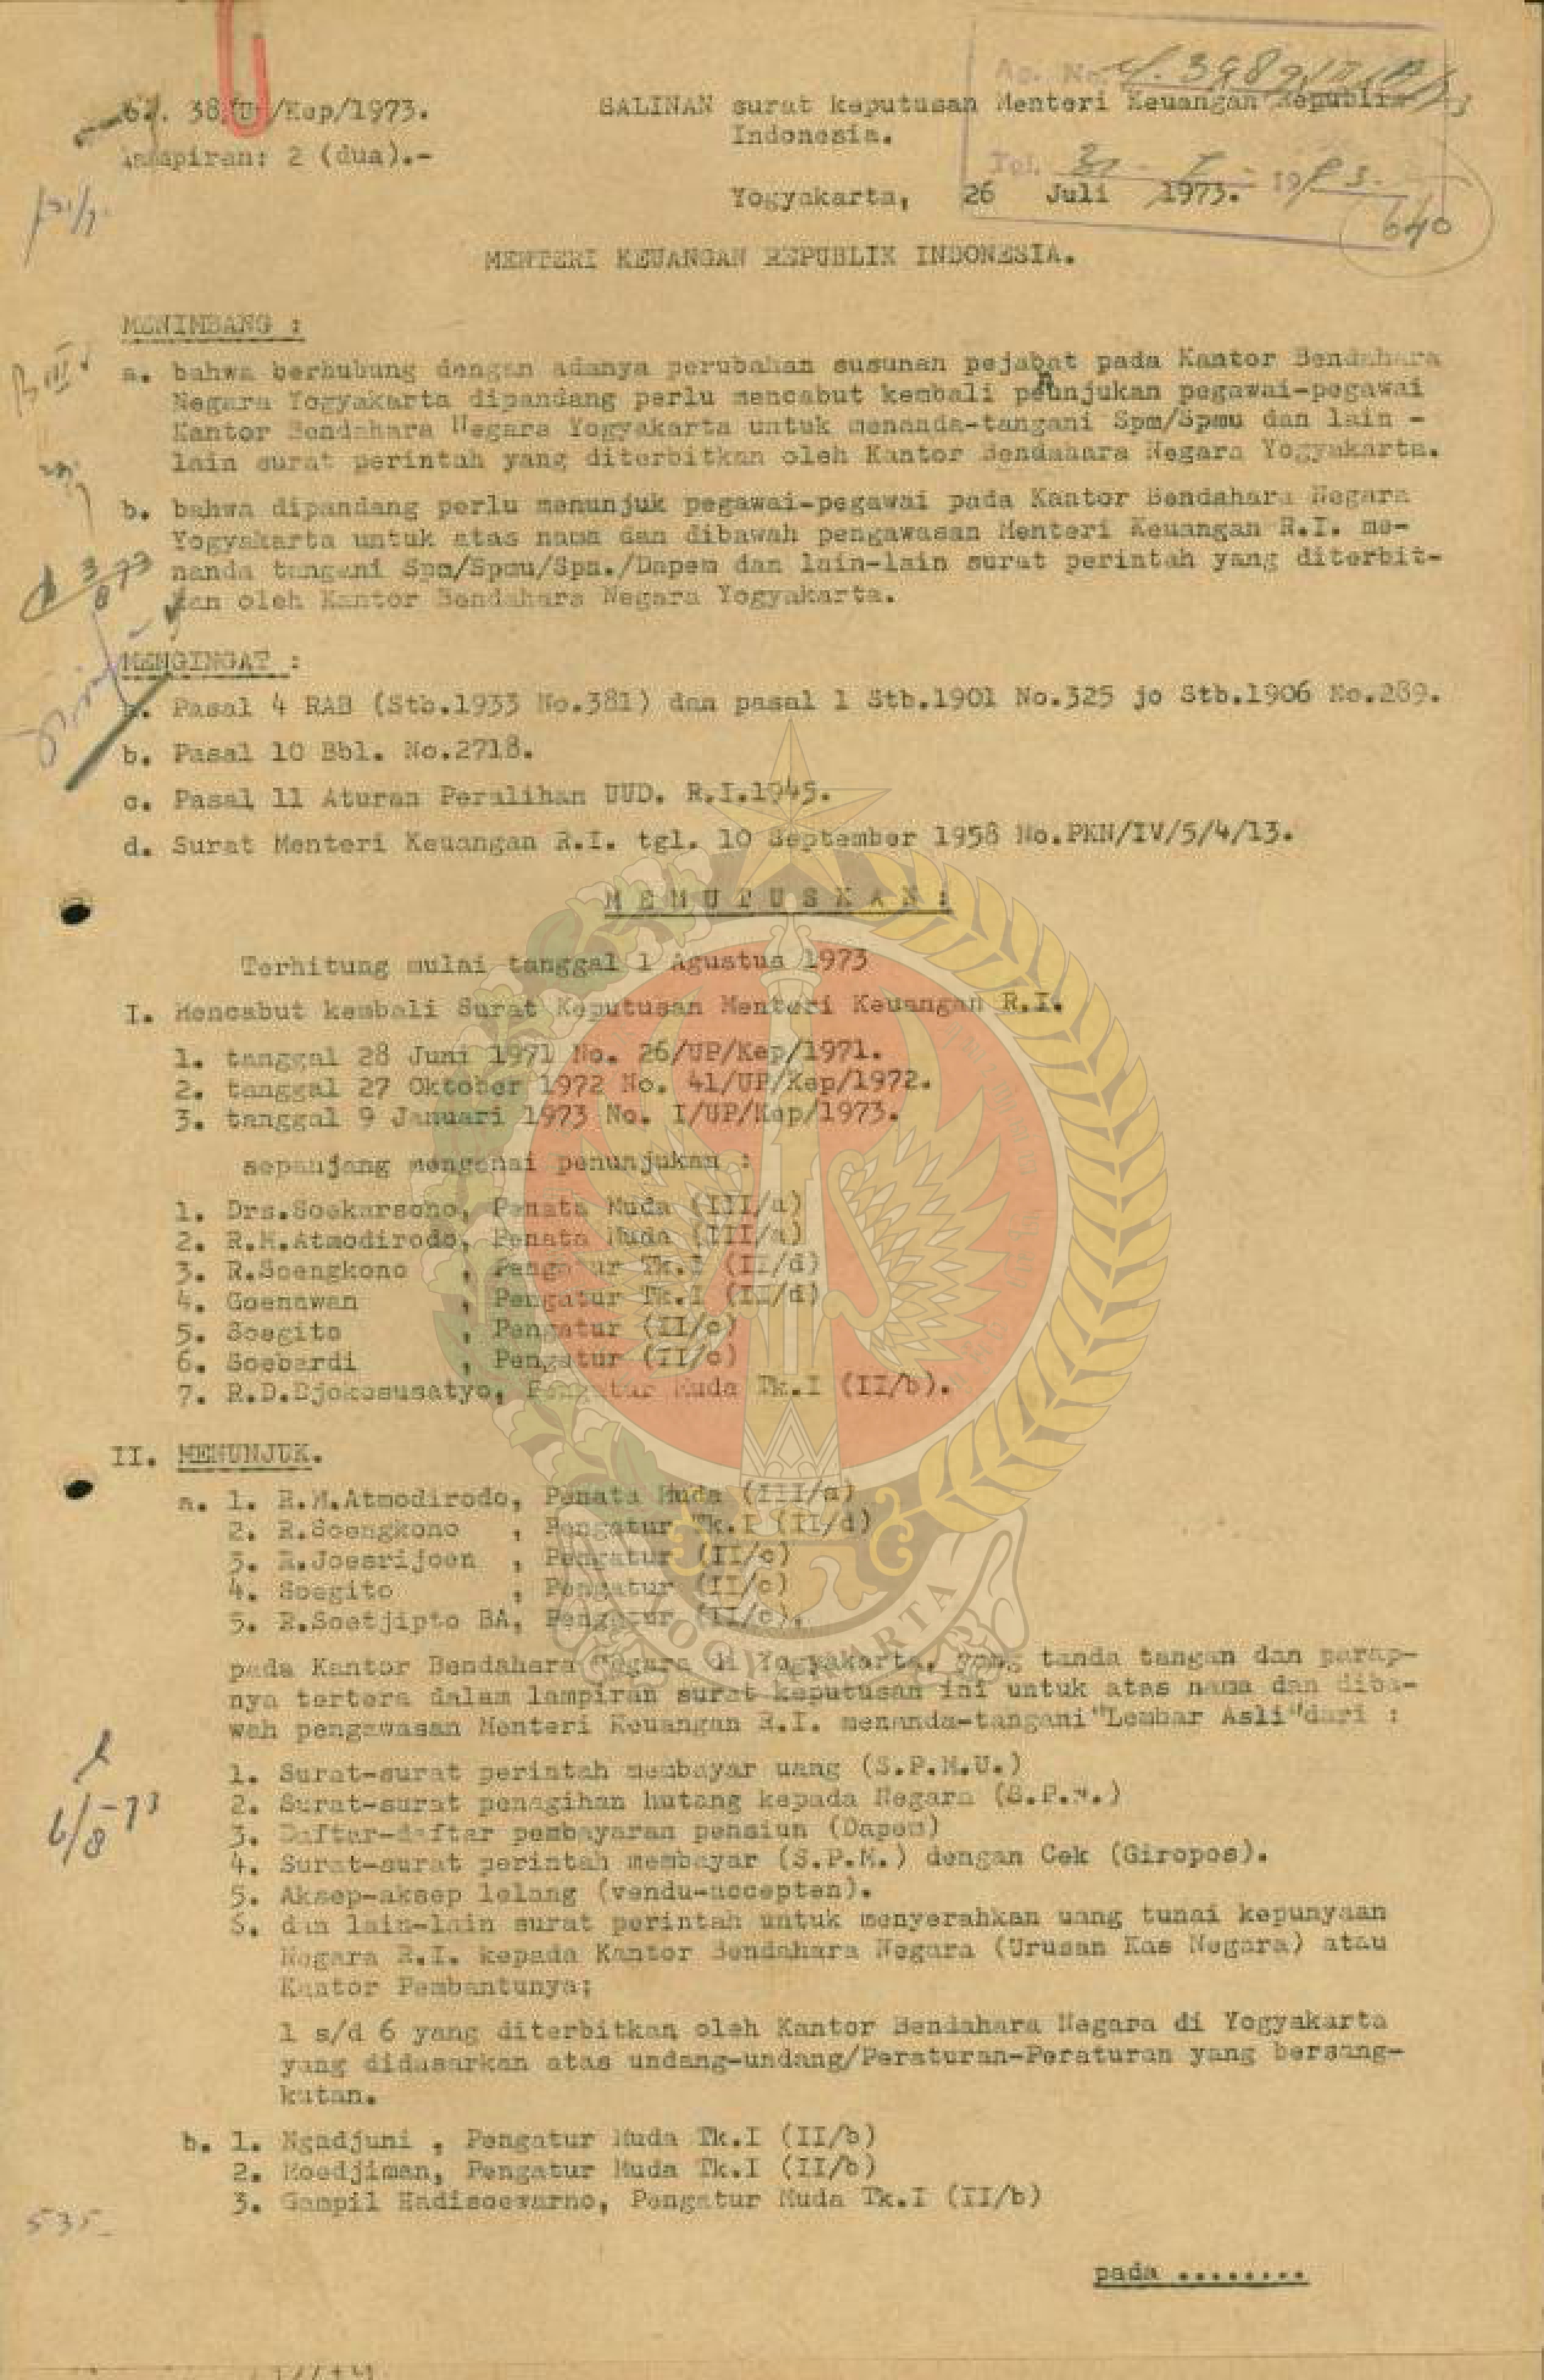 38/Up/Kep/1973.
Lampiran: 2 (dua).-
SALINAN surat keputusan Menteri Keuangan Republik
Indonesia.
Yogyakarta, 26 Juli 1973.
640
MENTERI KEUANGAN REPUBLIK INDONESIA.
MENIMBANG :
a. bahwa berhubung dengan adanya perubahan susunan pejabat pada Kantor Bendahara
Negara Yogyakarta dipandang perlu mencabut kembali penunjukan pegawai-pegawai
Kantor Bendahara Negara Yogyakarta untuk menanda-tangani Spm/Spmu dan lain -
lain surat perintah yang diterbitkan oleh Kantor Bendahara Negara Yogyakarta.
b. bahwa dipandang perlu menunjuk pegawai-pegawai pada Kantor Bendahara Negara
Yogyakarta untuk atas nama dan dibawah pengawasan Menteri Keuangan R.I. me-
nanda tangani Spm/Spmu/Spn./Dapem dan lain-lain surat perintah yang diterbit-
kan oleh Kantor Bendahara Negara Yogyakarta.
MENGINGAT :
a. Pasal 4 RAB (Stb.1933 No.381) dan pasal 1 Stb.1901 No.325 jo Stb.1906 No.289.
b. Pasal 10 Bbl. No.2718.
c. Pasal 11 Aturan Peralihan UUD. R.I.1945.
d. Surat Menteri Keuangan R.I. tgl. 10 September 1958 No.PKN/IV/5/4/13.
M E M U T U S K A N :
Terhitung mulai tanggal 1 Agustus 1973
I. Mencabut kembali Surat Keputusan Menteri Keuangan R.I.
1. tanggal 28 Juni 1971 No. 26/UP/Kep/1971.
2. tanggal 27 Oktober 1972 No. 41/UP/Kep/1972.
3. tanggal 9 Januari 1973 No. I/UP/Kep/1973.
sepanjang mengenai penunjukan :
1. Drs.Soekarsono, Penata Muda (III/a)
2. R.M.Atmodirodo, Penata Muda (III/a)
3. R.Soengkono , Pengatur Tk.I (II/d)
4. Goenawan , Pengatur Tk.I (II/d)
5. Soegito , Pengatur (II/c)
6. Soebardi , Pengatur (II/c)
7. R.D.Djokosusatyo, Pengatur Muda Tk.I (II/b).
II. MENUNJUK.
a. 1. R.M.Atmodirodo, Penata Muda (III/a)
2. R.Soengkono , Pengatur Tk.I (II/d)
3. R.Joesrijoen , Pengatur (II/c)
4. Soegito , Pengatur (II/c)
5. R.Soetjipto BA, Pengatur (II/c),
pada Kantor Bendahara Negara di Yogyakarta, yang tanda tangan dan parap-
nya tertera dalam lampiran surat keputusan ini untuk atas nama dan diba-
wah pengawasan Menteri Keuangan R.I. menanda-tangani "Lembar Asli" dari :
1. Surat-surat perintah membayar uang (S.P.M.U.)
2. Surat-surat penagihan hutang kepada Negara (S.P.N.)
3. Daftar-daftar pembayaran pensiun (Dapem)
4. Surat-surat perintah membayar (S.P.M.) dengan Cek (Giropos).
5. Aksep-aksep lelang (vendu-accepten).
6. dan lain-lain surat perintah untuk menyerahkan uang tunai kepunyaan
Negara R.I. kepada Kantor Bendahara Negara (Urusan Kas Negara) atau
Kantor Pembantunya;
1 s/d 6 yang diterbitkan oleh Kantor Bendahara Negara di Yogyakarta
yang didasarkan atas undang-undang/Peraturan-Peraturan yang bersang-
kutan.
6/8-73
b. 1. Ngadjuni , Pengatur Muda Tk.I (II/b)
2. Moedjiman, Pengatur Muda Tk.I (II/b)
3. Gampil Hadisoewarno, Pengatur Muda Tk.I (II/b)
535-
pada ........
YOGYAKARTA